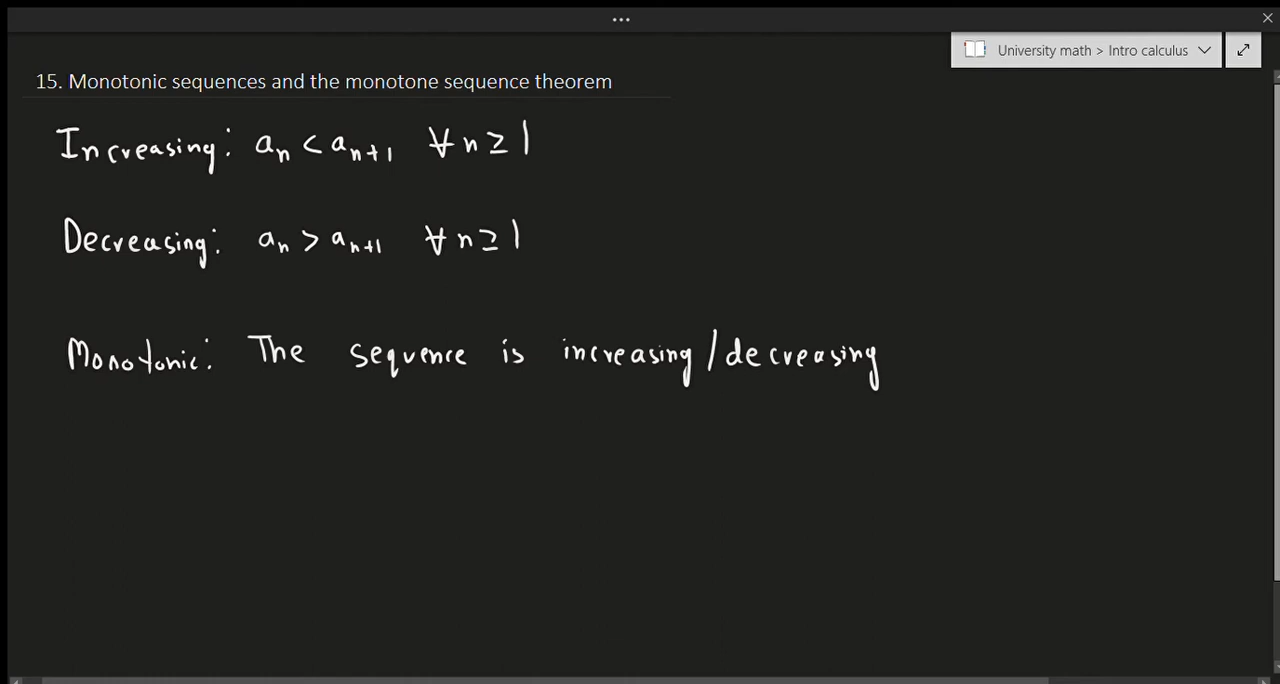 University math > Intro calculus
15. Monotonic sequences and the monotone sequence theorem
Increasing: aₙ < aₙ₊₁ ∀ n ≥ 1
Decreasing: aₙ > aₙ₊₁ ∀ n ≥ 1
Monotonic: The sequence is increasing/decreasing